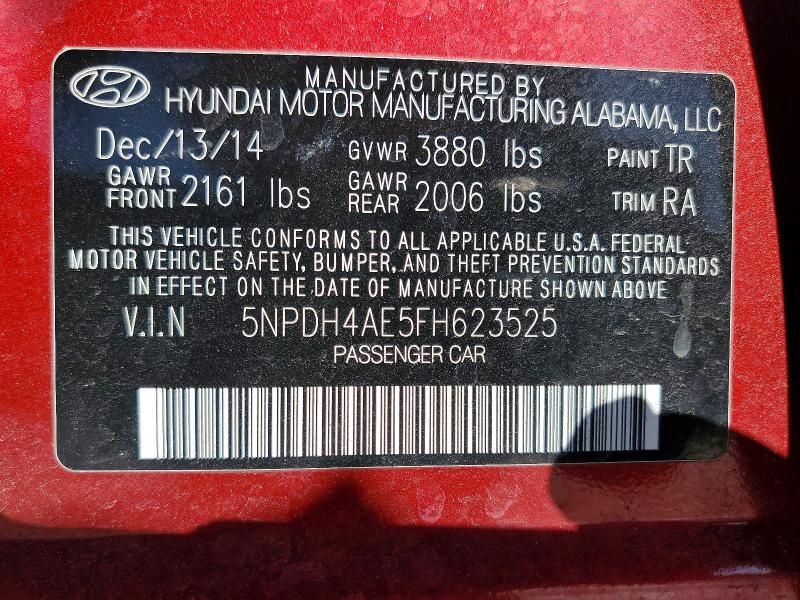 MANUFACTURED BY
HYUNDAI MOTOR MANUFACTURING ALABAMA, LLC
Dec/13/14 GVWR 3880 lbs PAINT TR
GAWR FRONT 2161 lbs GAWR REAR 2006 lbs TRIM RA
THIS VEHICLE CONFORMS TO ALL APPLICABLE U.S.A. FEDERAL
MOTOR VEHICLE SAFETY, BUMPER, AND THEFT PREVENTION STANDARDS
IN EFFECT ON THE DATE OF MANUFACTURE SHOWN ABOVE
V.I.N 5NPDH4AE5FH623525
PASSENGER CAR